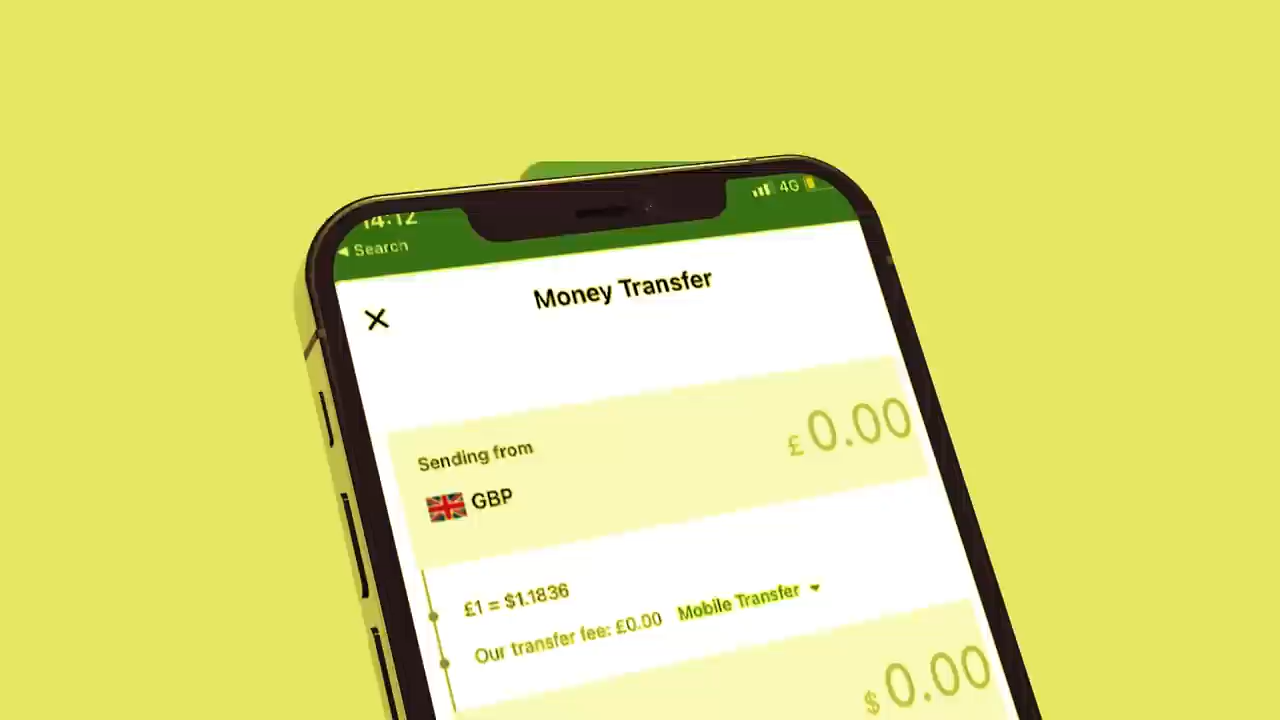 14:12
4G
◀ Search
Money Transfer
£ 0.00
Sending from
GBP
£1 = $1.1836
Our transfer fee: £0.00 Mobile Transfer
$ 0.00